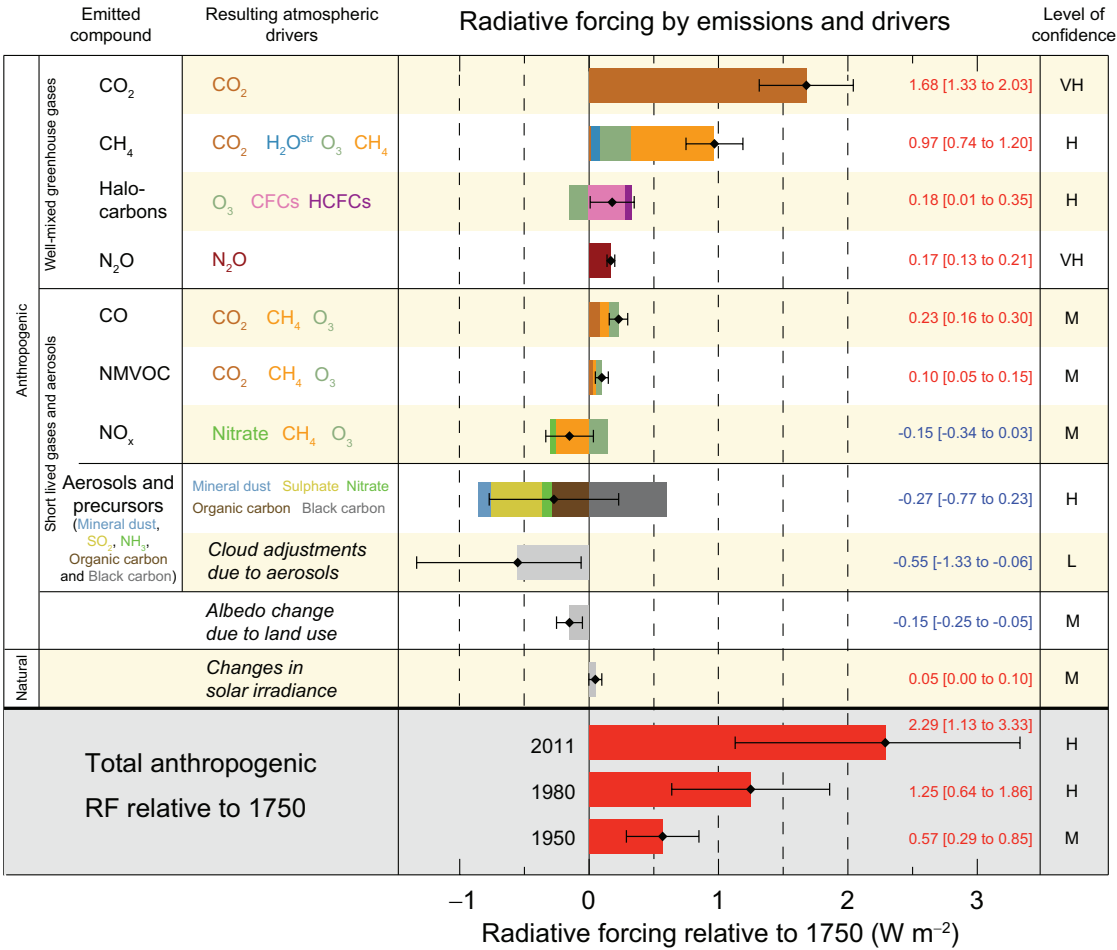 Emitted compound
Resulting atmospheric drivers
Radiative forcing by emissions and drivers
Level of confidence
Anthropogenic
Well-mixed greenhouse gases
CO₂
CO₂
1.68 [1.33 to 2.03]
VH
CH₄
CO₂ H₂Oˢᵗʳ O₃ CH₄
0.97 [0.74 to 1.20]
H
Halo-
carbons
O₃ CFCs HCFCs
0.18 [0.01 to 0.35]
H
N₂O
N₂O
0.17 [0.13 to 0.21]
VH
Short lived gases and aerosols
CO
CO₂ CH₄ O₃
0.23 [0.16 to 0.30]
M
NMVOC
CO₂ CH₄ O₃
0.10 [0.05 to 0.15]
M
NOₓ
Nitrate CH₄ O₃
-0.15 [-0.34 to 0.03]
M
Aerosols and
precursors
(Mineral dust,
SO₂, NH₃,
Organic carbon
and Black carbon)
Mineral dust Sulphate Nitrate
Organic carbon Black carbon
-0.27 [-0.77 to 0.23]
H
Cloud adjustments
due to aerosols
-0.55 [-1.33 to -0.06]
L
Albedo change
due to land use
-0.15 [-0.25 to -0.05]
M
Natural
Changes in
solar irradiance
0.05 [0.00 to 0.10]
M
Total anthropogenic
RF relative to 1750
2011
2.29 [1.13 to 3.33]
H
1980
1.25 [0.64 to 1.86]
H
1950
0.57 [0.29 to 0.85]
M
−1 0 1 2 3
Radiative forcing relative to 1750 (W m⁻²)